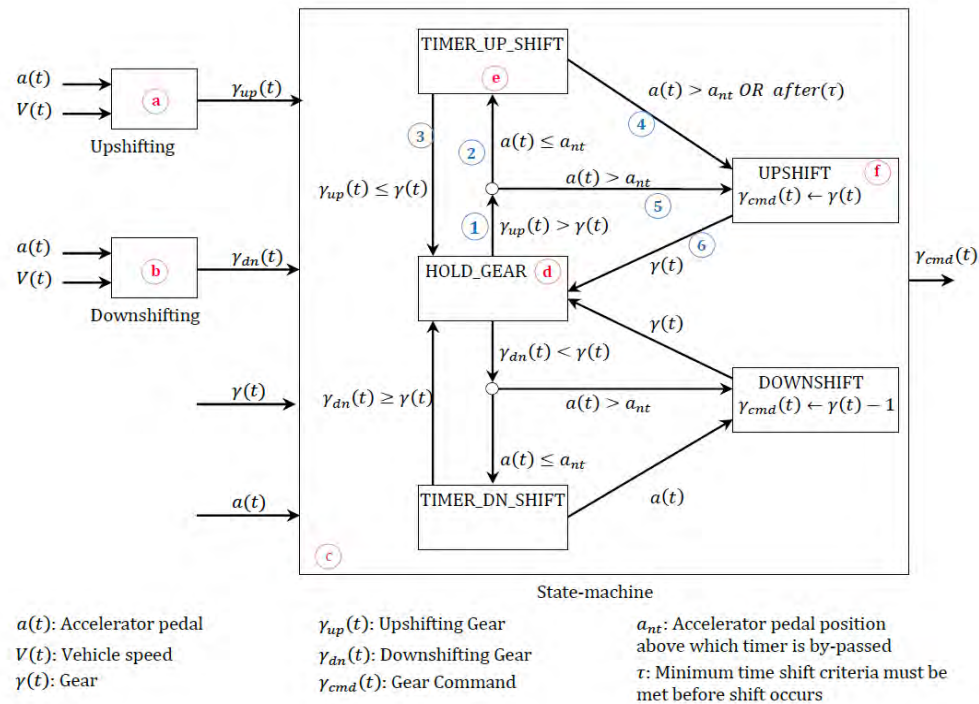 TIMER_UP_SHIFT
e
a(t)
V(t)
a
γup(t)
Upshifting
a(t) > ant OR after(τ)
4
3
2
a(t) ≤ ant
a(t) > ant
5
UPSHIFT
f
γcmd(t) ← γ(t)
γup(t) ≤ γ(t)
1
γup(t) > γ(t)
6
γ(t)
a(t)
V(t)
b
γdn(t)
Downshifting
HOLD_GEAR
d
γcmd(t)
γdn(t) < γ(t)
γ(t)
γ(t)
γdn(t) ≥ γ(t)
a(t) > ant
DOWNSHIFT
γcmd(t) ← γ(t) − 1
a(t) ≤ ant
a(t)
TIMER_DN_SHIFT
a(t)
c
State-machine
a(t): Accelerator pedal
V(t): Vehicle speed
γ(t): Gear
γup(t): Upshifting Gear
γdn(t): Downshifting Gear
γcmd(t): Gear Command
ant: Accelerator pedal position
above which timer is by-passed
τ: Minimum time shift criteria must be
met before shift occurs